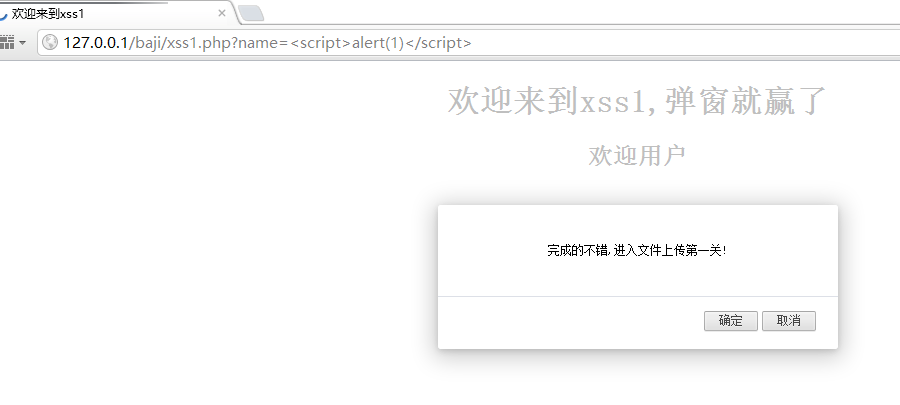 欢迎来到xss1
127.0.0.1/baji/xss1.php?name=<script>alert(1)</script>
欢迎来到xss1,弹窗就赢了
欢迎用户
完成的不错,进入文件上传第一关!
确定 取消